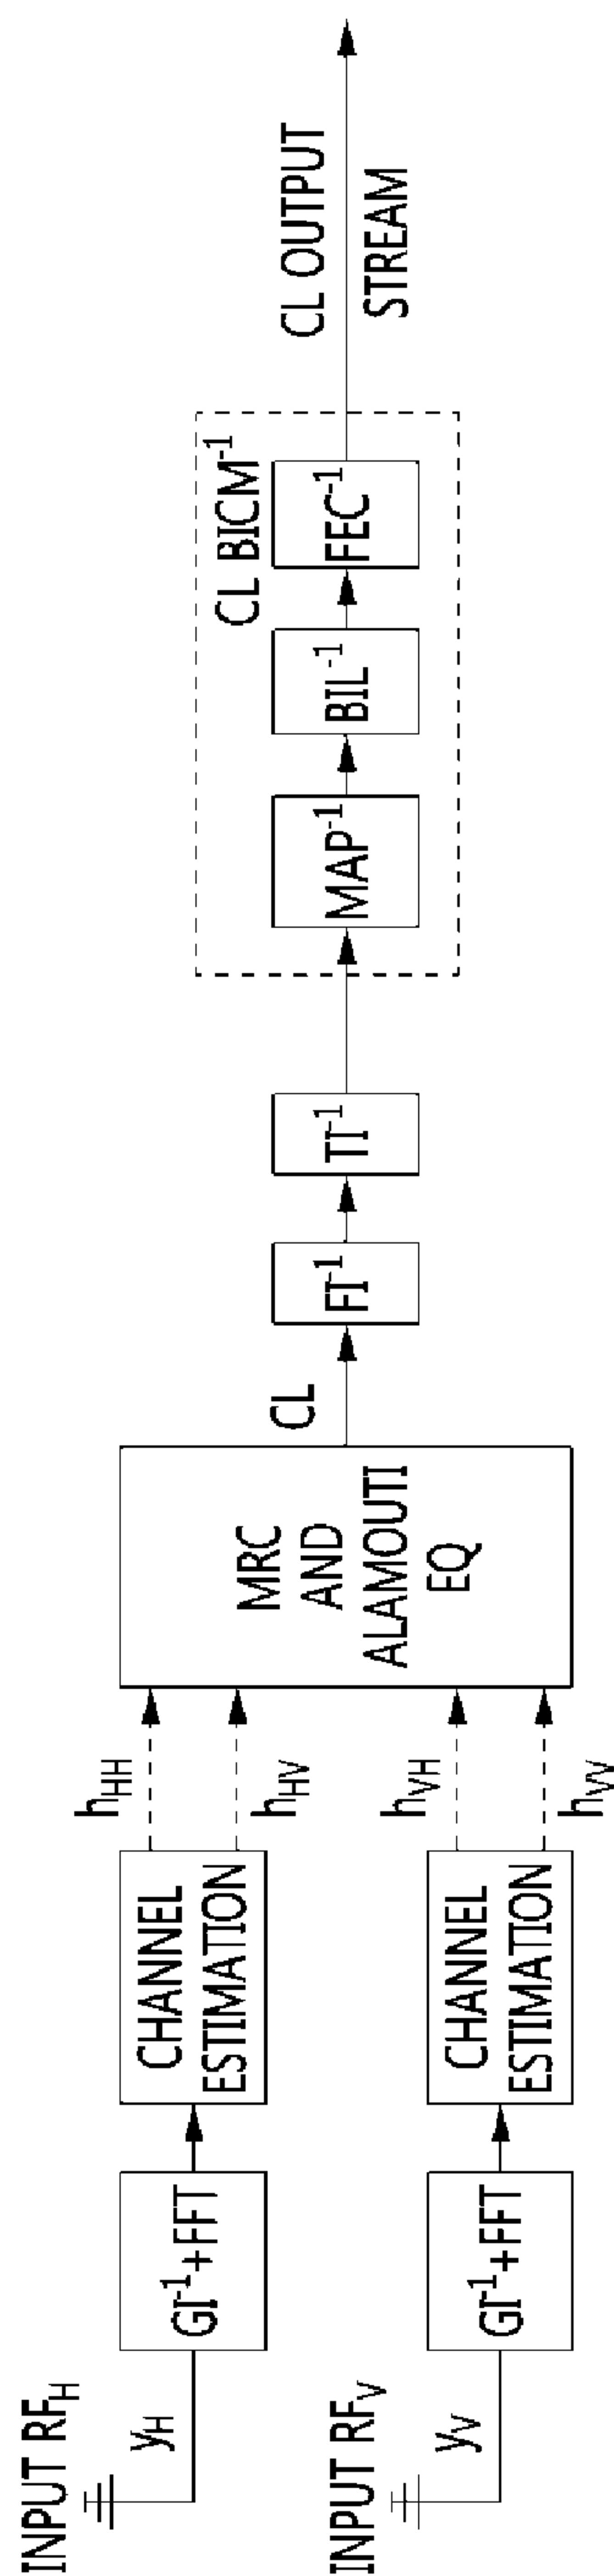 INPUT RF_H
y_H
GI^-1+FFT
CHANNEL
ESTIMATION
h_HH
h_HV
INPUT RF_V
y_V
GI^-1+FFT
CHANNEL
ESTIMATION
h_VH
h_VV
MRC
AND
ALAMOUTI
EQ
CL
FI^-1
TI^-1
CL BICM^-1
MAP^-1
BIL^-1
FEC^-1
CL OUTPUT
STREAM